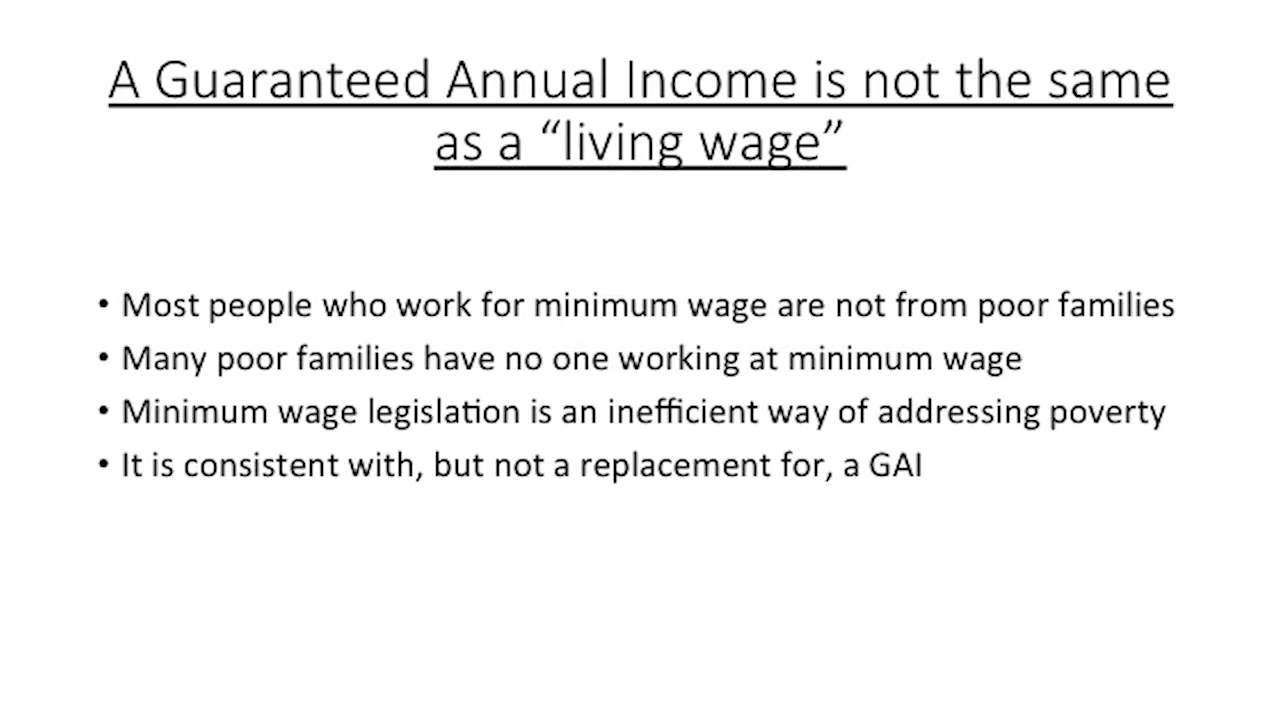 A Guaranteed Annual Income is not the same
as a “living wage”
• Most people who work for minimum wage are not from poor families
• Many poor families have no one working at minimum wage
• Minimum wage legislation is an inefficient way of addressing poverty
• It is consistent with, but not a replacement for, a GAI